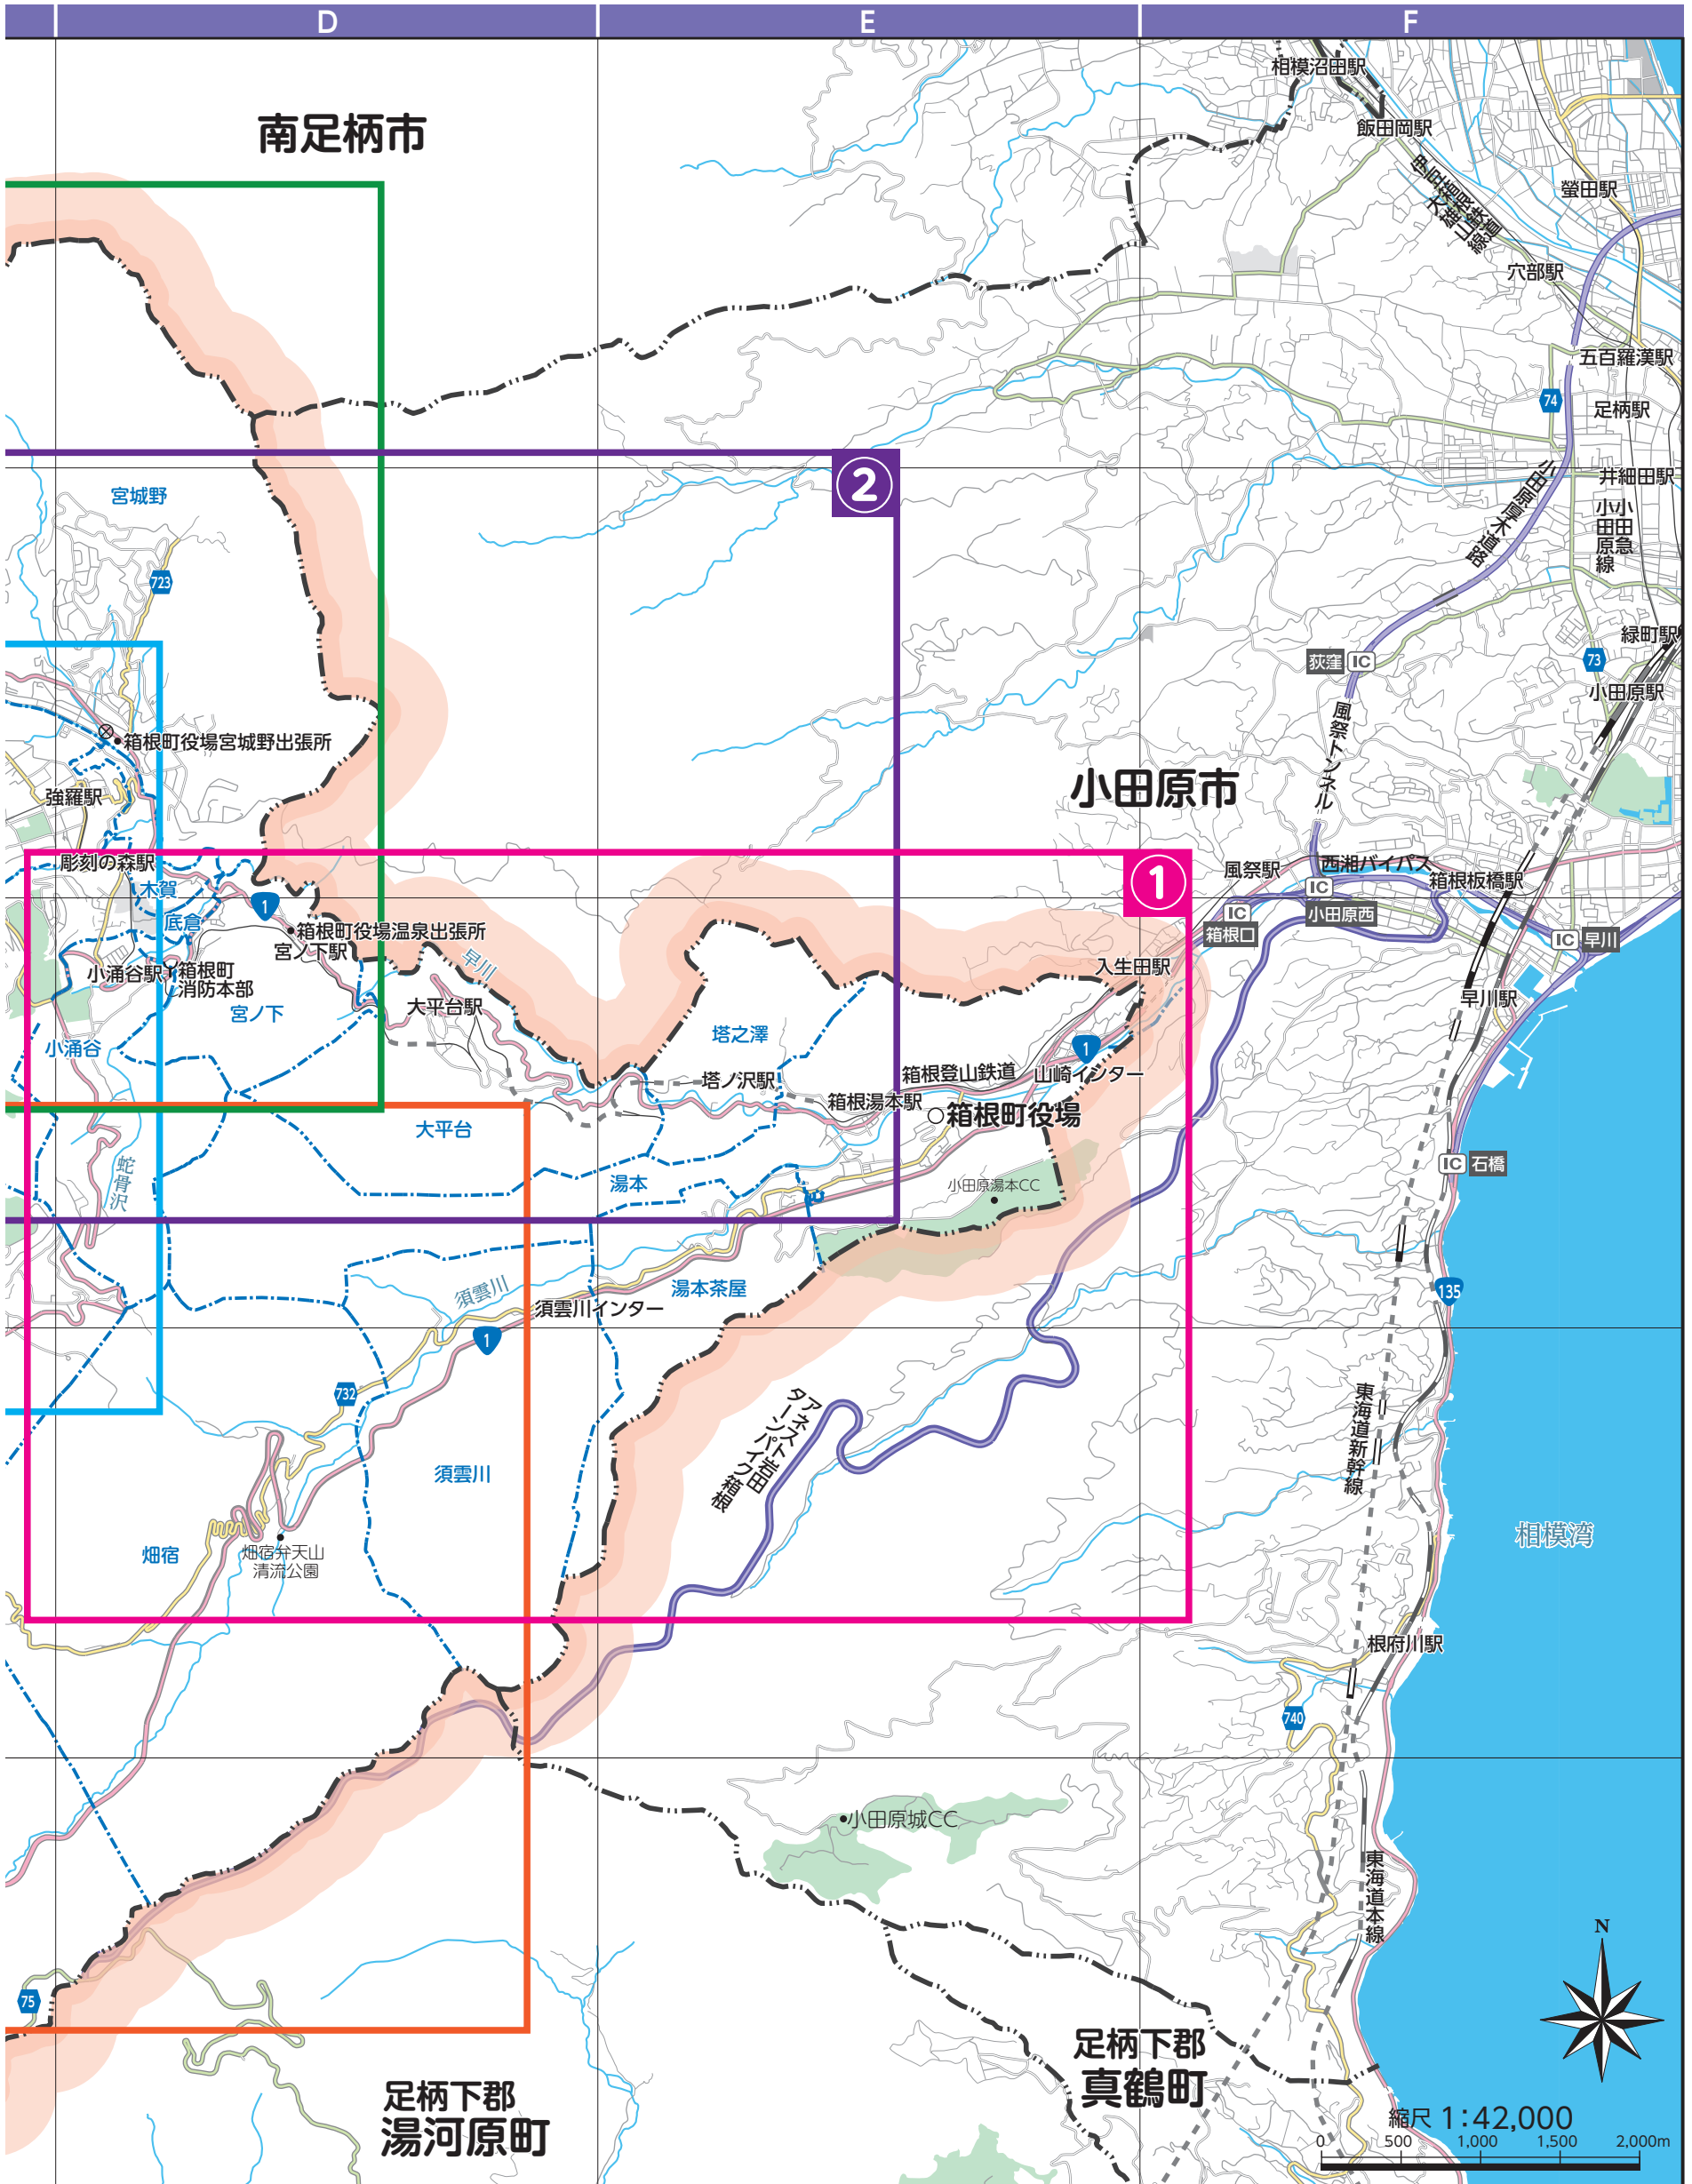 D
E
F
相模沼田駅
南足柄市
飯田岡駅
伊豆箱根鉄道
大雄山線
螢田駅
穴部駅
五百羅漢駅
74
足柄駅
2
井細田駅
宮城野
小田原厚木道路
小田急
小田原線
723
緑町駅
荻窪
IC
73
小田原駅
風祭トンネル
箱根町役場宮城野出張所
小田原市
強羅駅
彫刻の森駅
1
風祭駅
西湘バイパス
箱根板橋駅
木賀
IC
1
底倉
IC
小田原西
箱根町役場温泉出張所
箱根口
IC
早川
宮ノ下駅
早川
入生田駅
小涌谷駅
箱根町
消防本部
早川駅
大平台駅
宮ノ下
塔之澤
小涌谷
1
塔ノ沢駅
箱根登山鉄道
山崎インター
箱根湯本駅
箱根町役場
大平台
IC
石橋
蛇骨沢
湯本
小田原湯本CC
須雲川
湯本茶屋
135
須雲川インター
1
732
アネスト岩田
ターンパイク箱根
東海道新幹線
須雲川
相模湾
畑宿
畑宿弁天山
清流公園
根府川駅
740
小田原城CC
東海道本線
N
75
足柄下郡
真鶴町
足柄下郡
湯河原町
縮尺 1:42,000
0
500
1,000
1,500
2,000m